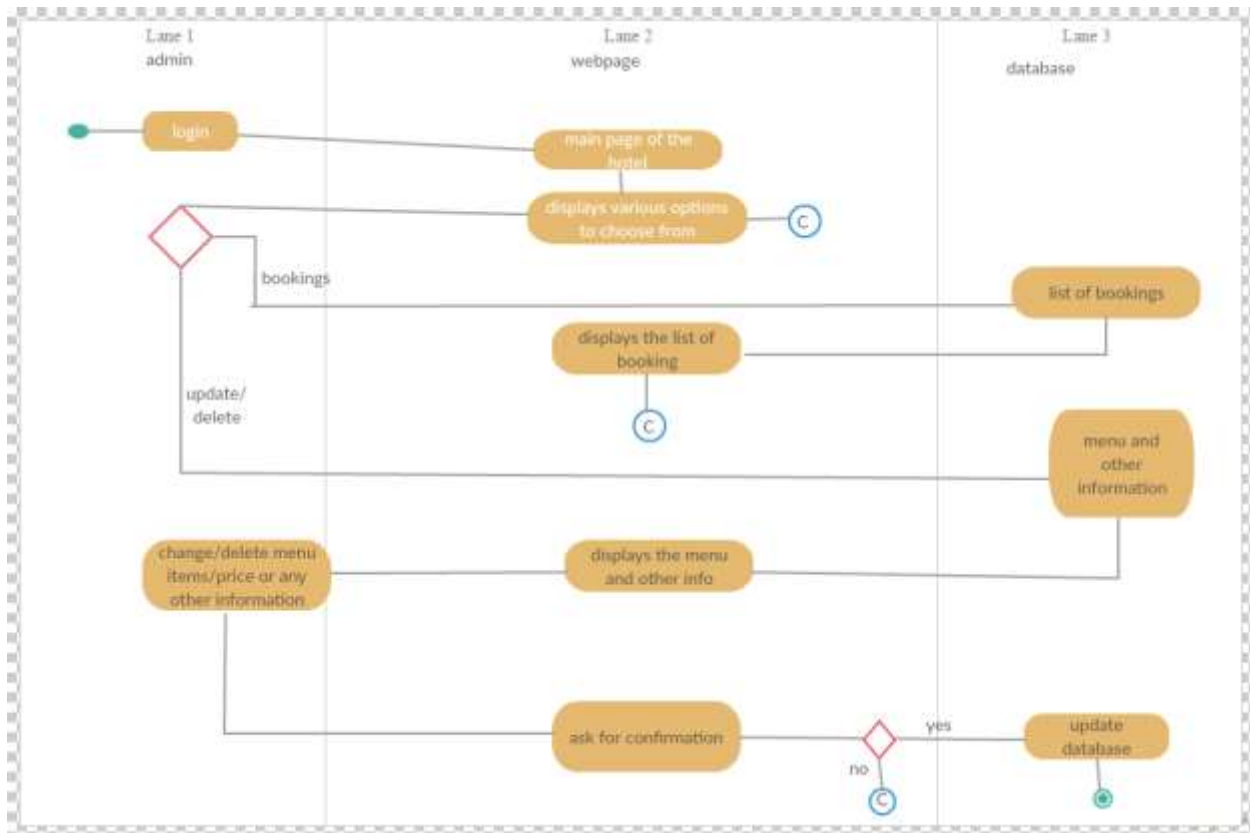 Lane 1
admin
Lane 2
webpage
Lane 3
database
login
main page of the
hotel
displays various options
to choose from
C
bookings
list of bookings
displays the list of
booking
C
update/
delete
menu and
other
information
change/delete menu
items/price or any
other information
displays the menu
and other info
ask for confirmation
yes
no
C
update
database